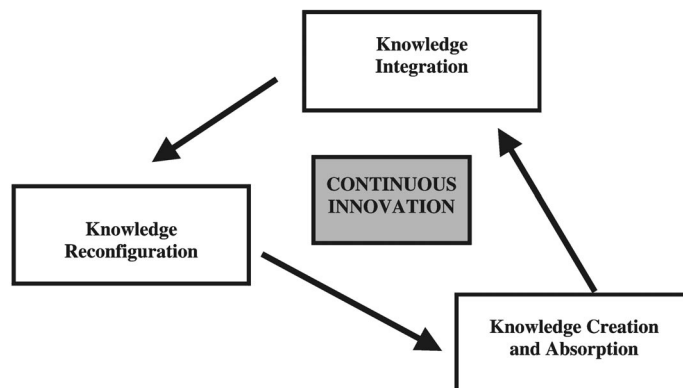 Knowledge
Integration
CONTINUOUS
INNOVATION
Knowledge
Reconfiguration
Knowledge Creation
and Absorption